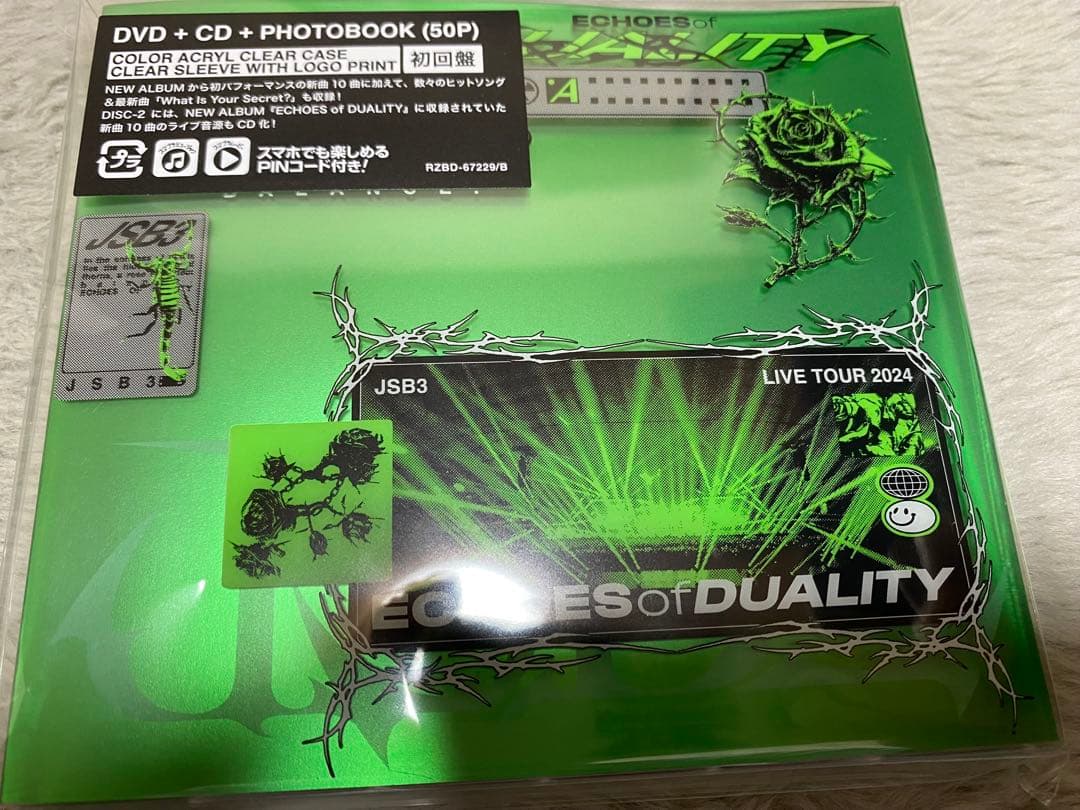 DVD + CD + PHOTOBOOK (50P)
COLOR ACRYL CLEAR CASE
CLEAR SLEEVE WITH LOGO PRINT
初回盤
NEW ALBUM から初パフォーマンスの新曲 10 曲に加えて、数々のヒットソング
&最新曲「What Is Your Secret?」も収録!
DISC-2 には、NEW ALBUM『ECHOES of DUALITY』に収録されていた
新曲 10 曲のライブ音源も CD 化!
プラ
スマホでも楽しめる
PINコード付き!
RZBD-67229/B
ECHOES of
A
JSB3
In the
ECHOES
J S B 3
JSB3
LIVE TOUR 2024
ECHOES of DUALITY